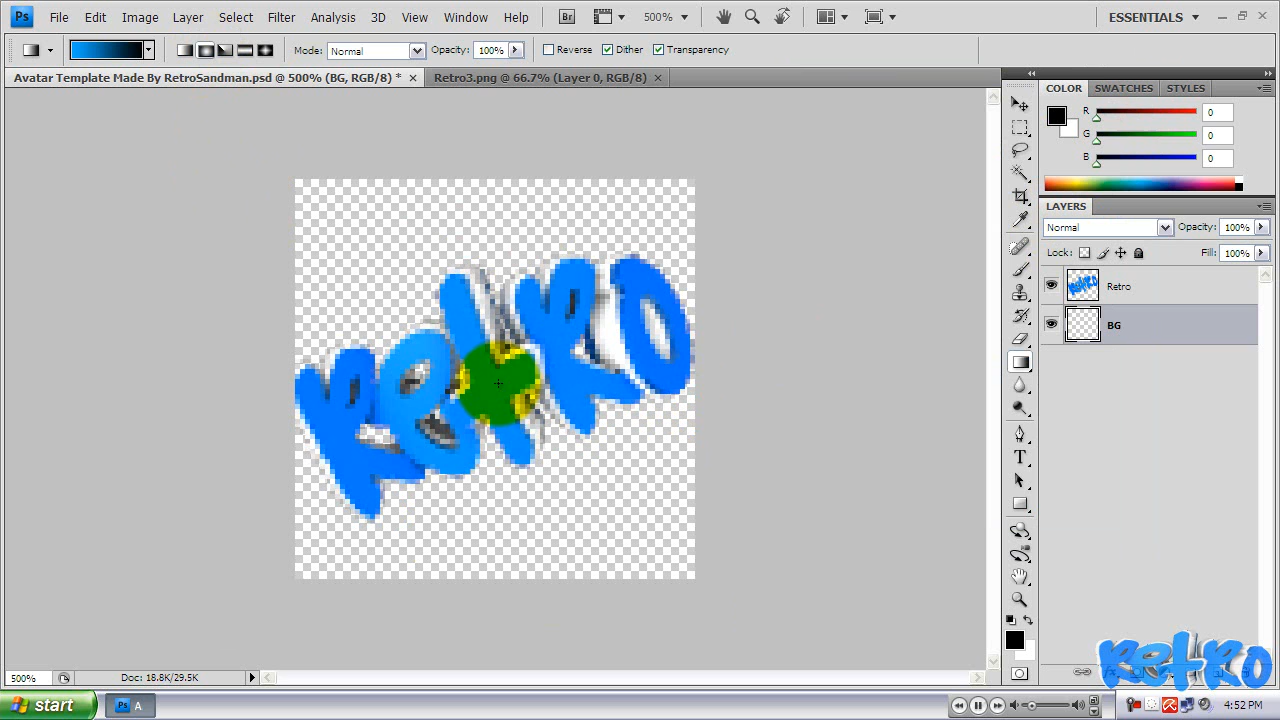 Ps File Edit Image Layer Select Filter Analysis 3D View Window Help Br 500% ESSENTIALS
Mode: Normal Opacity: 100% Reverse Dither Transparency
Avatar Template Made By RetroSandman.psd @ 500% (BG, RGB/8) * Retro3.png @ 66.7% (Layer 0, RGB/8)
COLOR SWATCHES STYLES
R 0
G 0
B 0
LAYERS
Normal Opacity: 100%
Lock: Fill: 100%
Retro
BG
Retro
retro
500% Doc: 18.8K/29.5K
start Ps A 4:52 PM